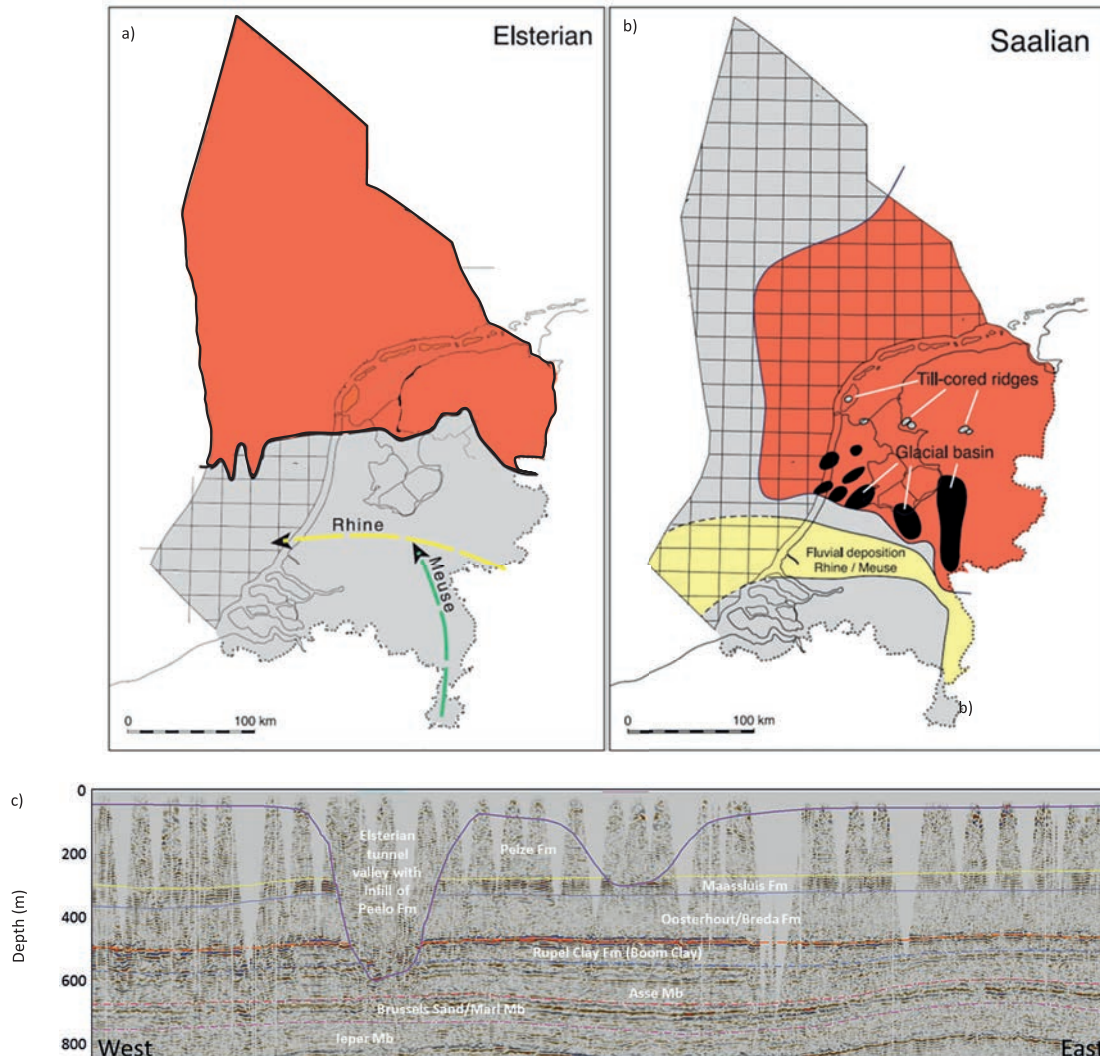 a)
Elsterian
Rhine
Meuse
0
100 km
b)
Saalian
Till-cored ridges
Glacial basin
Fluvial deposition
Rhine / Meuse
0
100 km
b)
c)
Depth (m)
0
200
400
600
800
Elsterian
tunnel
valley with
Infill of
Peelo Fm
Peize Fm
Maassluis Fm
Oosterhout/Breda Fm
Rupel Clay Fm (Boom Clay)
Asse Mb
Brussels Sand/Marl Mb
Ieper Mb
West
East